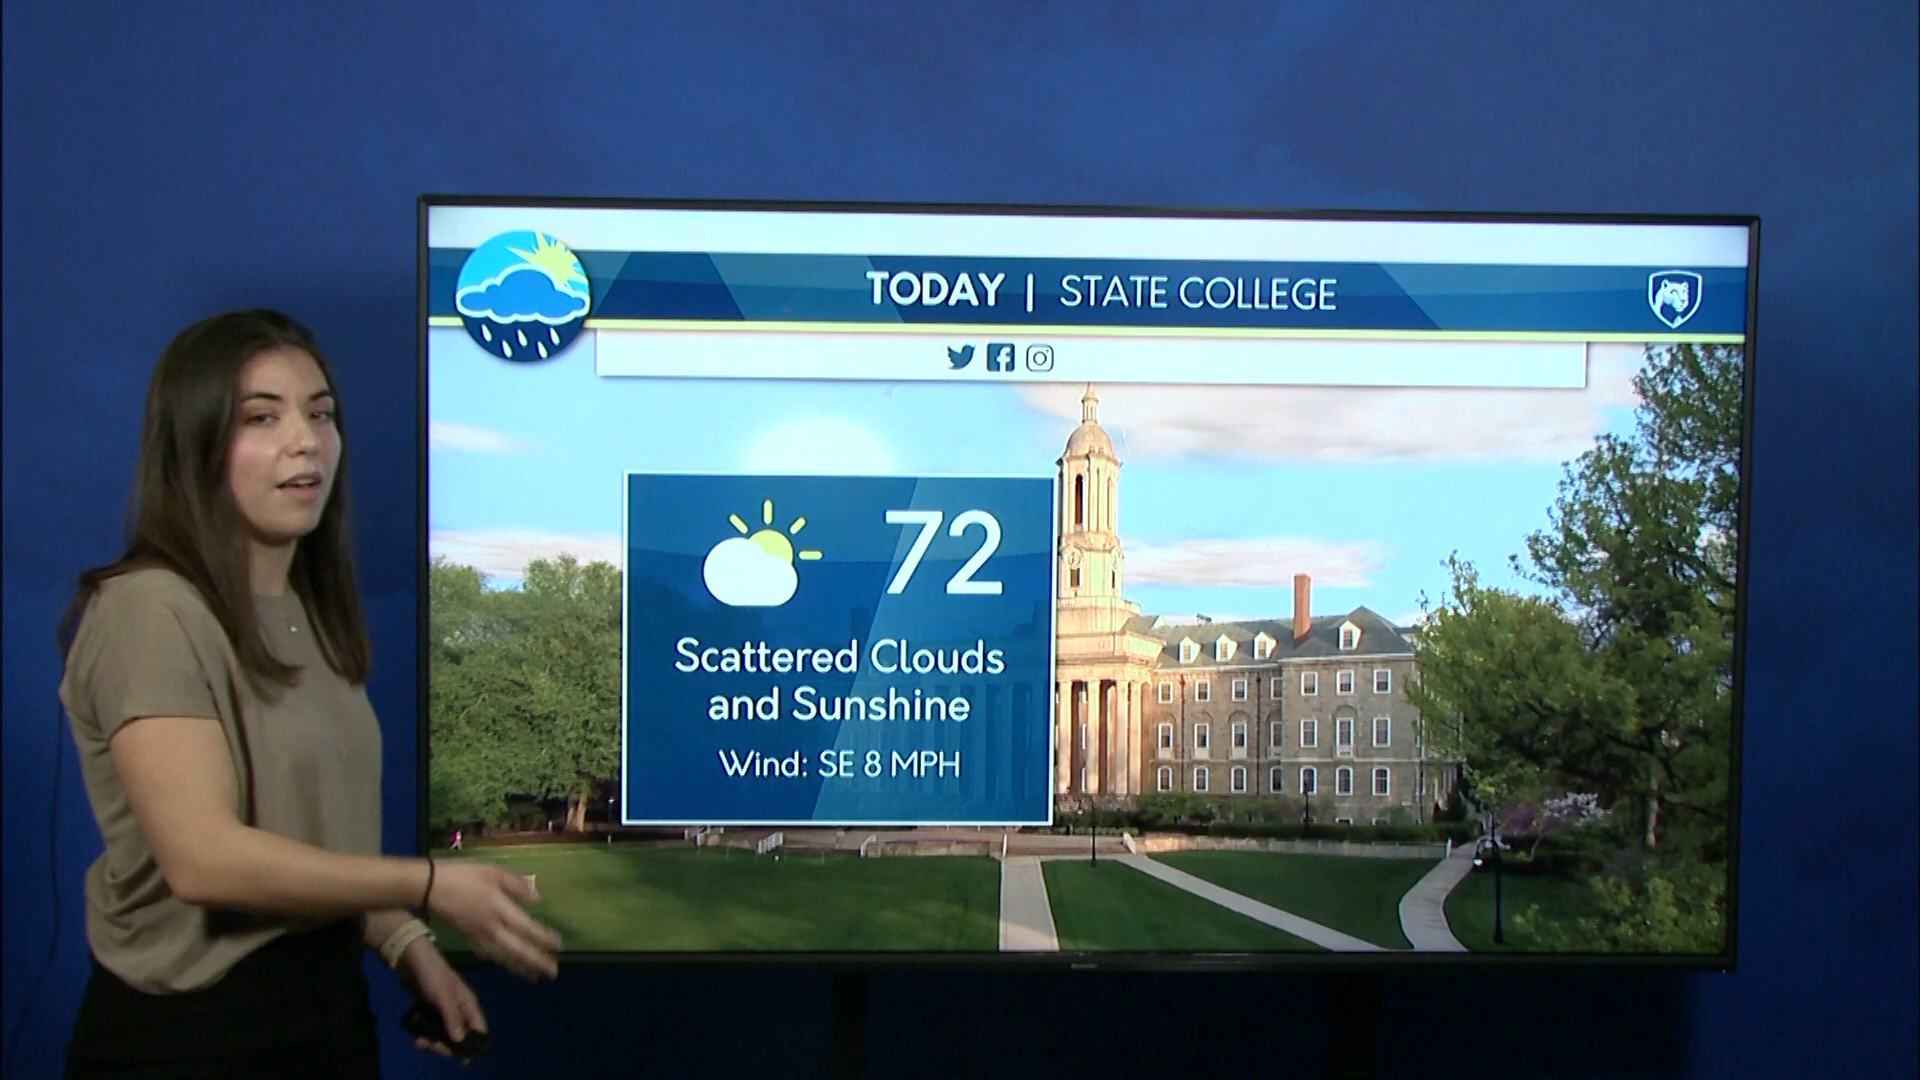 TODAY | STATE COLLEGE
72
Scattered Clouds
and Sunshine
Wind: SE 8 MPH